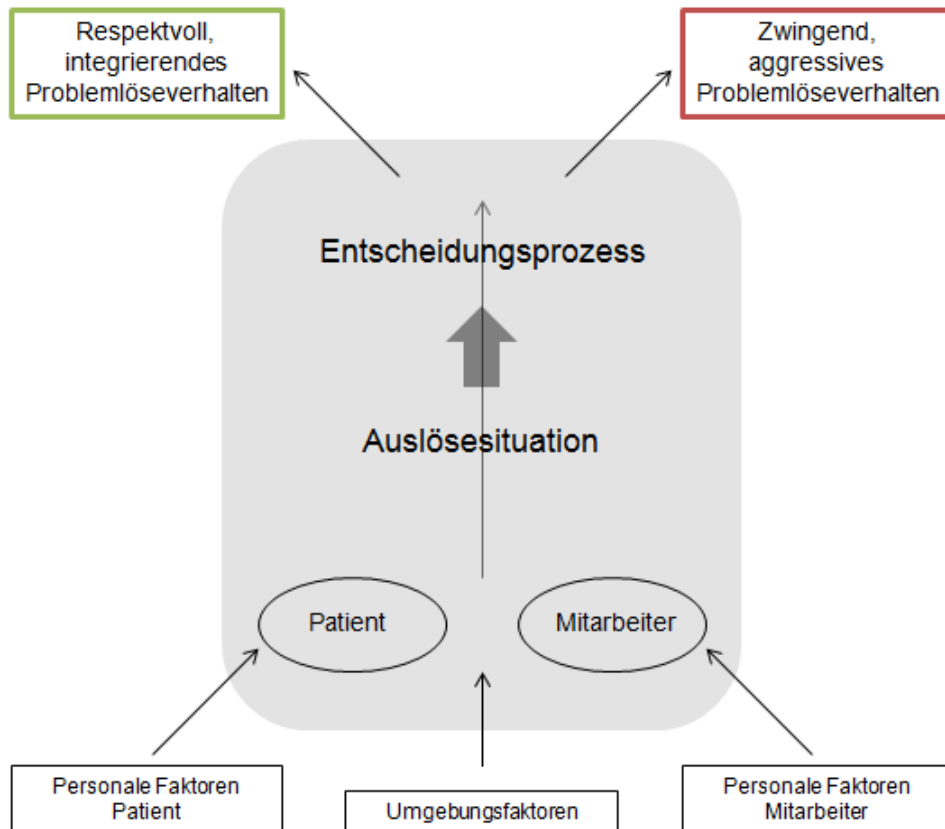 Respektvoll,
integrierendes
Problemlöseverhalten
Zwingend,
aggressives
Problemlöseverhalten
Entscheidungsprozess
Auslösesituation
Patient
Mitarbeiter
Personale Faktoren
Patient
Umgebungsfaktoren
Personale Faktoren
Mitarbeiter